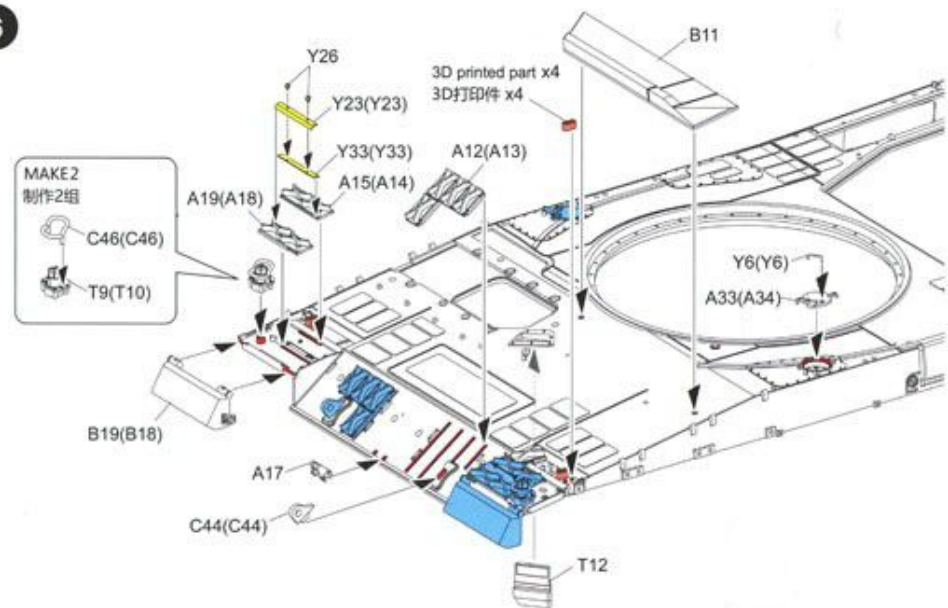 6
Y26
B11
3D printed part x4
3D打印件 x4
Y23(Y23)
Y33(Y33)
A12(A13)
A15(A14)
A19(A18)
MAKE2
制作2组
C46(C46)
T9(T10)
Y6(Y6)
A33(A34)
B19(B18)
A17
C44(C44)
T12